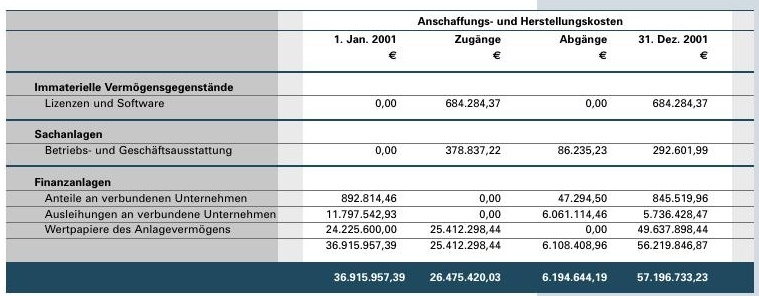 Anschaffungs- und Herstellungskosten
1. Jan. 2001 Zugänge Abgänge 31. Dez. 2001
€ € € €
Immaterielle Vermögensgegenstände
Lizenzen und Software 0,00 684.284,37 0,00 684.284,37
Sachanlagen
Betriebs- und Geschäftsausstattung 0,00 378.837,22 86.235,23 292.601,99
Finanzanlagen
Anteile an verbundenen Unternehmen 892.814,46 0,00 47.294,50 845.519,96
Ausleihungen an verbundene Unternehmen 11.797.542,93 0,00 6.061.114,46 5.736.428,47
Wertpapiere des Anlagevermögens 24.225.600,00 25.412.298,44 0,00 49.637.898,44
36.915.957,39 25.412.298,44 6.108.408,96 56.219.846,87
36.915.957,39 26.475.420,03 6.194.644,19 57.196.733,23